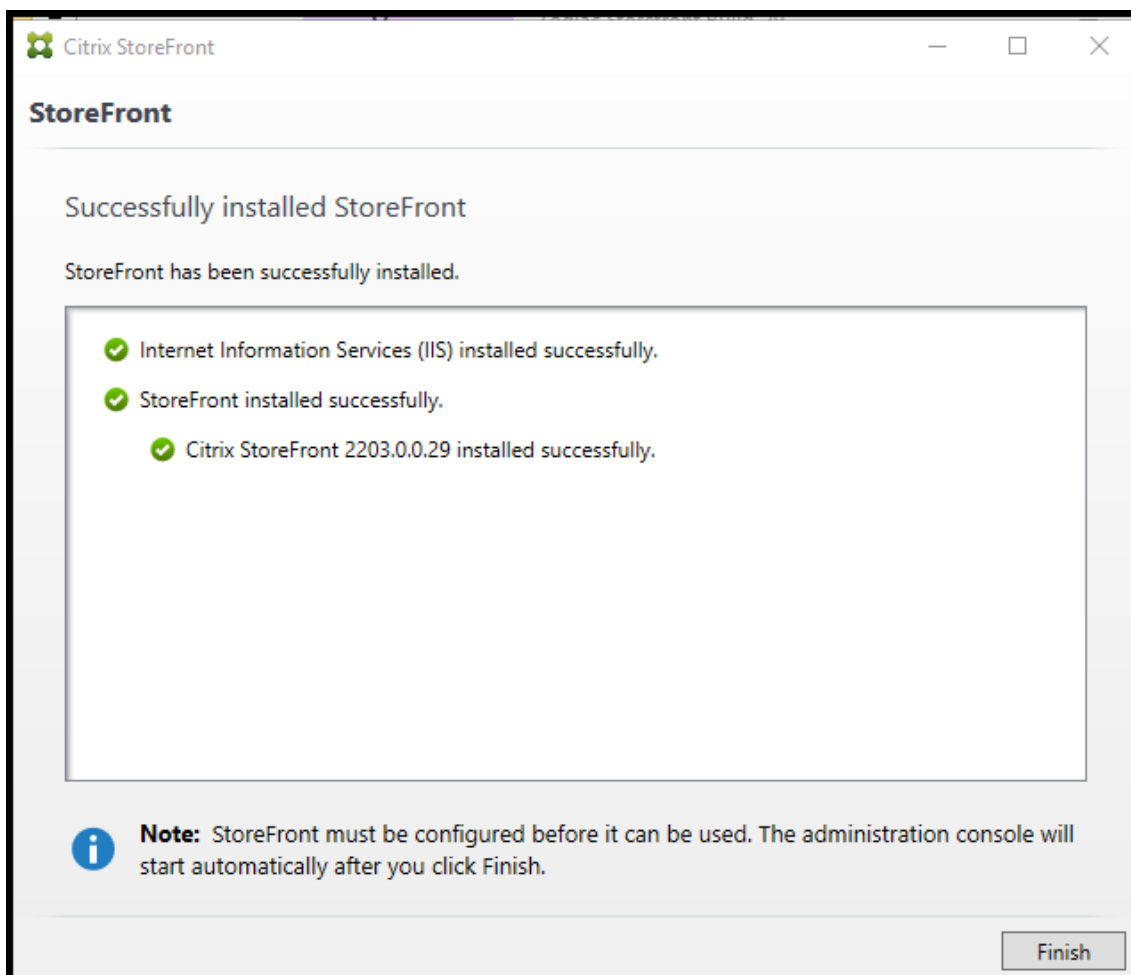 Citrix StoreFront
StoreFront
Successfully installed StoreFront
StoreFront has been successfully installed.
Internet Information Services (IIS) installed successfully.
StoreFront installed successfully.
Citrix StoreFront 2203.0.0.29 installed successfully.
Note: StoreFront must be configured before it can be used. The administration console will
start automatically after you click Finish.
Finish